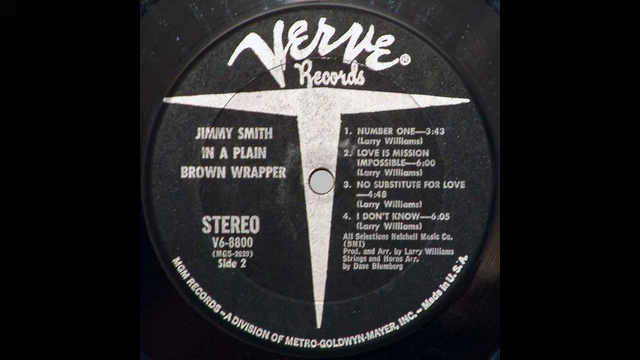 VERVE®
Records
JIMMY SMITH
IN A PLAIN
BROWN WRAPPER
STEREO
V6-8800
(MGS-2629)
Side 2
1. NUMBER ONE—3:43
(Larry Williams)
2. LOVE IS MISSION
IMPOSSIBLE—6:00
(Larry Williams)
3. NO SUBSTITUTE FOR LOVE
—4:48
(Larry Williams)
4. I DON'T KNOW—6:05
(Larry Williams)
All Selections Nelchell Music Co.
(BMI)
Prod. and Arr. by Larry Williams
Strings and Horns Arr.
by Dave Blumberg
MGM RECORDS—A DIVISION OF METRO-GOLDWYN-MAYER, INC.—Made in U.S.A.